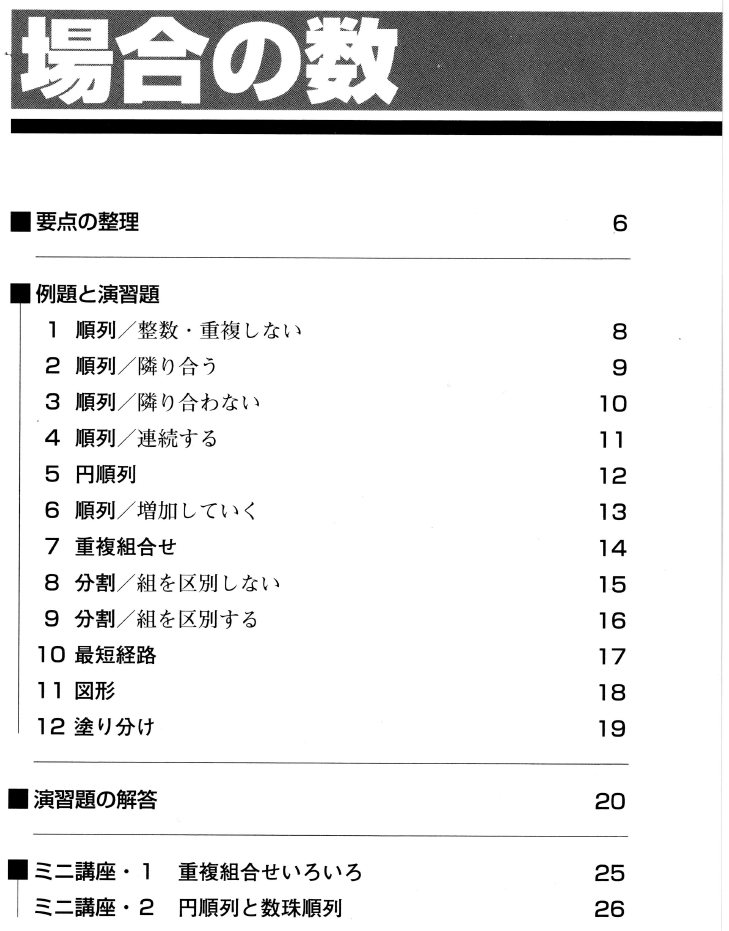 場合の数
■要点の整理 6
■例題と演習題
1 順列／整数・重複しない 8
2 順列／隣り合う 9
3 順列／隣り合わない 10
4 順列／連続する 11
5 円順列 12
6 順列／増加していく 13
7 重複組合せ 14
8 分割／組を区別しない 15
9 分割／組を区別する 16
10 最短経路 17
11 図形 18
12 塗り分け 19
■演習題の解答 20
■ミニ講座・1 重複組合せいろいろ 25
ミニ講座・2 円順列と数珠順列 26